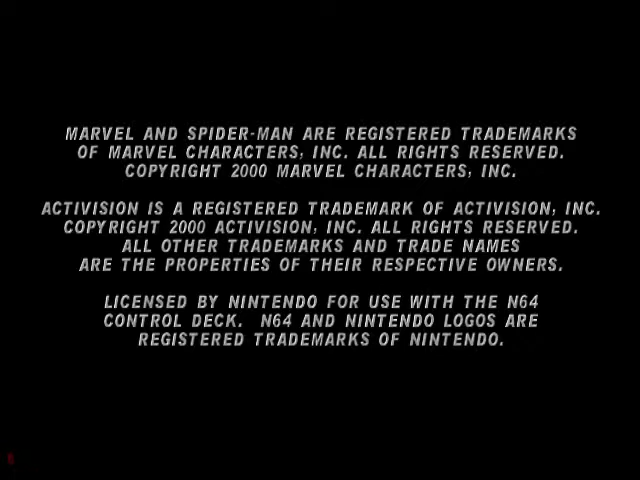 MARVEL AND SPIDER-MAN ARE REGISTERED TRADEMARKS
OF MARVEL CHARACTERS, INC. ALL RIGHTS RESERVED.
COPYRIGHT 2000 MARVEL CHARACTERS, INC.
ACTIVISION IS A REGISTERED TRADEMARK OF ACTIVISION, INC.
COPYRIGHT 2000 ACTIVISION, INC. ALL RIGHTS RESERVED.
ALL OTHER TRADEMARKS AND TRADE NAMES
ARE THE PROPERTIES OF THEIR RESPECTIVE OWNERS.
LICENSED BY NINTENDO FOR USE WITH THE N64
CONTROL DECK. N64 AND NINTENDO LOGOS ARE
REGISTERED TRADEMARKS OF NINTENDO.